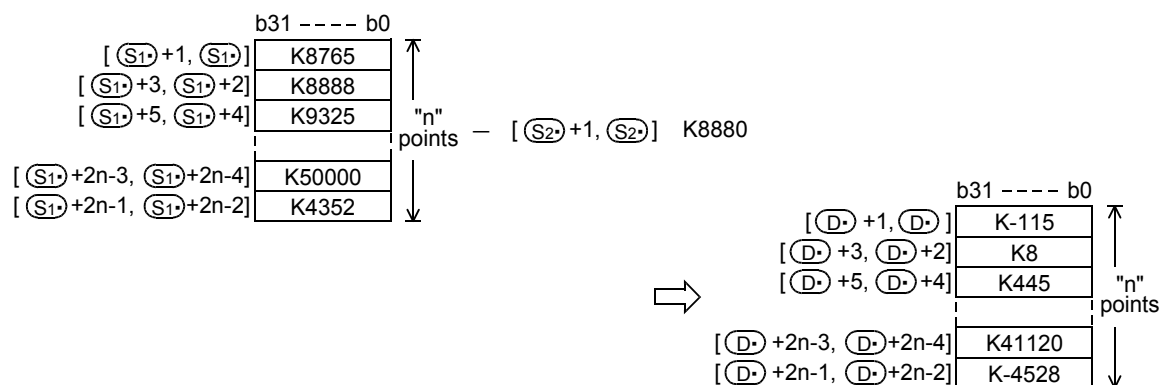 b31 ---- b0
[ S1· +1, S1· ] K8765
[ S1· +3, S1· +2] K8888
[ S1· +5, S1· +4] K9325
"n"
points
− [ S2· +1, S2· ] K8880
[ S1· +2n-3, S1· +2n-4] K50000
[ S1· +2n-1, S1· +2n-2] K4352
b31 ---- b0
[ D· +1, D· ] K-115
[ D· +3, D· +2] K8
[ D· +5, D· +4] K445
"n"
points
[ D· +2n-3, D· +2n-4] K41120
[ D· +2n-1, D· +2n-2] K-4528